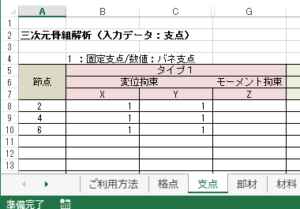 A B C G
1
2 三次元骨組解析（入力データ：支点）
3
4 1 ：固定支点/数値：バネ支点
5 節点 タイプ1
6 変位拘束 モーメント拘束
7 X Y Z
8 2 1 1
9 4 1 1
10 6 1 1
11
12
13
ご利用方法 格点 支点 部材 材料
準備完了